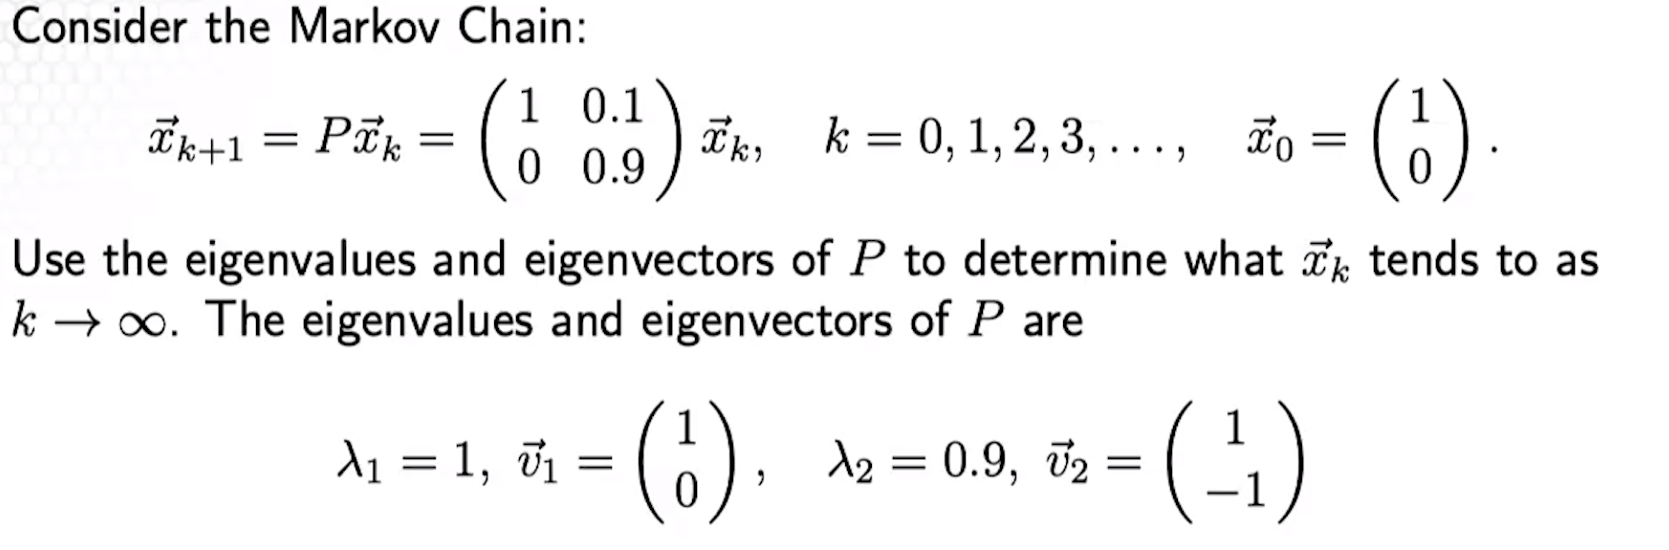 Consider the Markov Chain:
$\vec{x}_{k+1} = P\vec{x}_k = \begin{pmatrix} 1 & 0.1 \\ 0 & 0.9 \end{pmatrix} \vec{x}_k, \quad k = 0, 1, 2, 3, \ldots, \quad \vec{x}_0 = \begin{pmatrix} 1 \\ 0 \end{pmatrix}.$
Use the eigenvalues and eigenvectors of $P$ to determine what $\vec{x}_k$ tends to as
$k \to \infty$. The eigenvalues and eigenvectors of $P$ are
$\lambda_1 = 1, \ \vec{v}_1 = \begin{pmatrix} 1 \\ 0 \end{pmatrix}, \quad \lambda_2 = 0.9, \ \vec{v}_2 = \begin{pmatrix} 1 \\ -1 \end{pmatrix}$